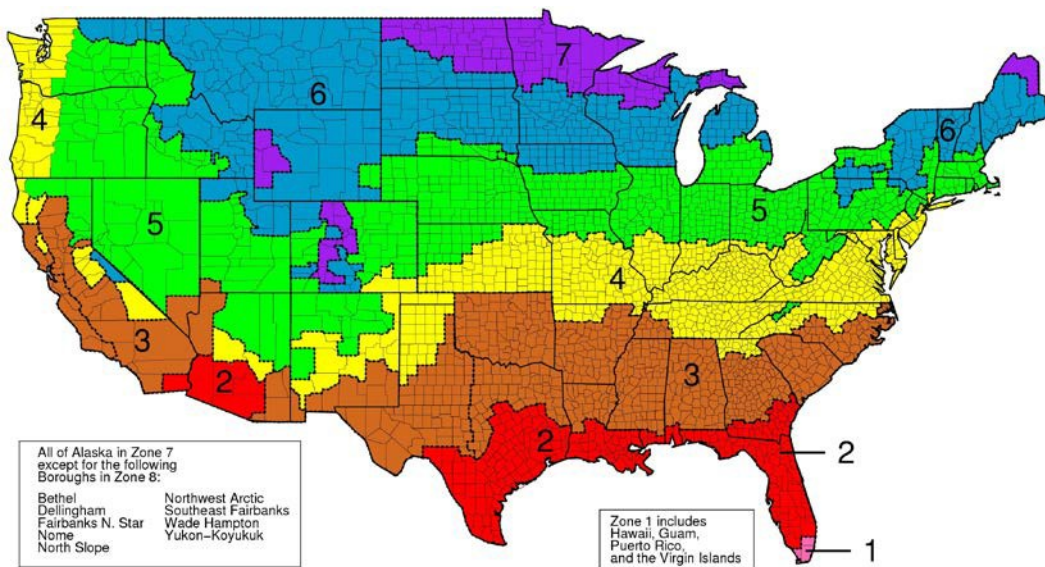 7
6
4
6
5
5
4
3
3
2
2
2
1
All of Alaska in Zone 7
except for the following
Boroughs in Zone 8:
Bethel Northwest Arctic
Dellingham Southeast Fairbanks
Fairbanks N. Star Wade Hampton
Nome Yukon-Koyukuk
North Slope
Zone 1 includes
Hawaii, Guam,
Puerto Rico,
and the Virgin Islands